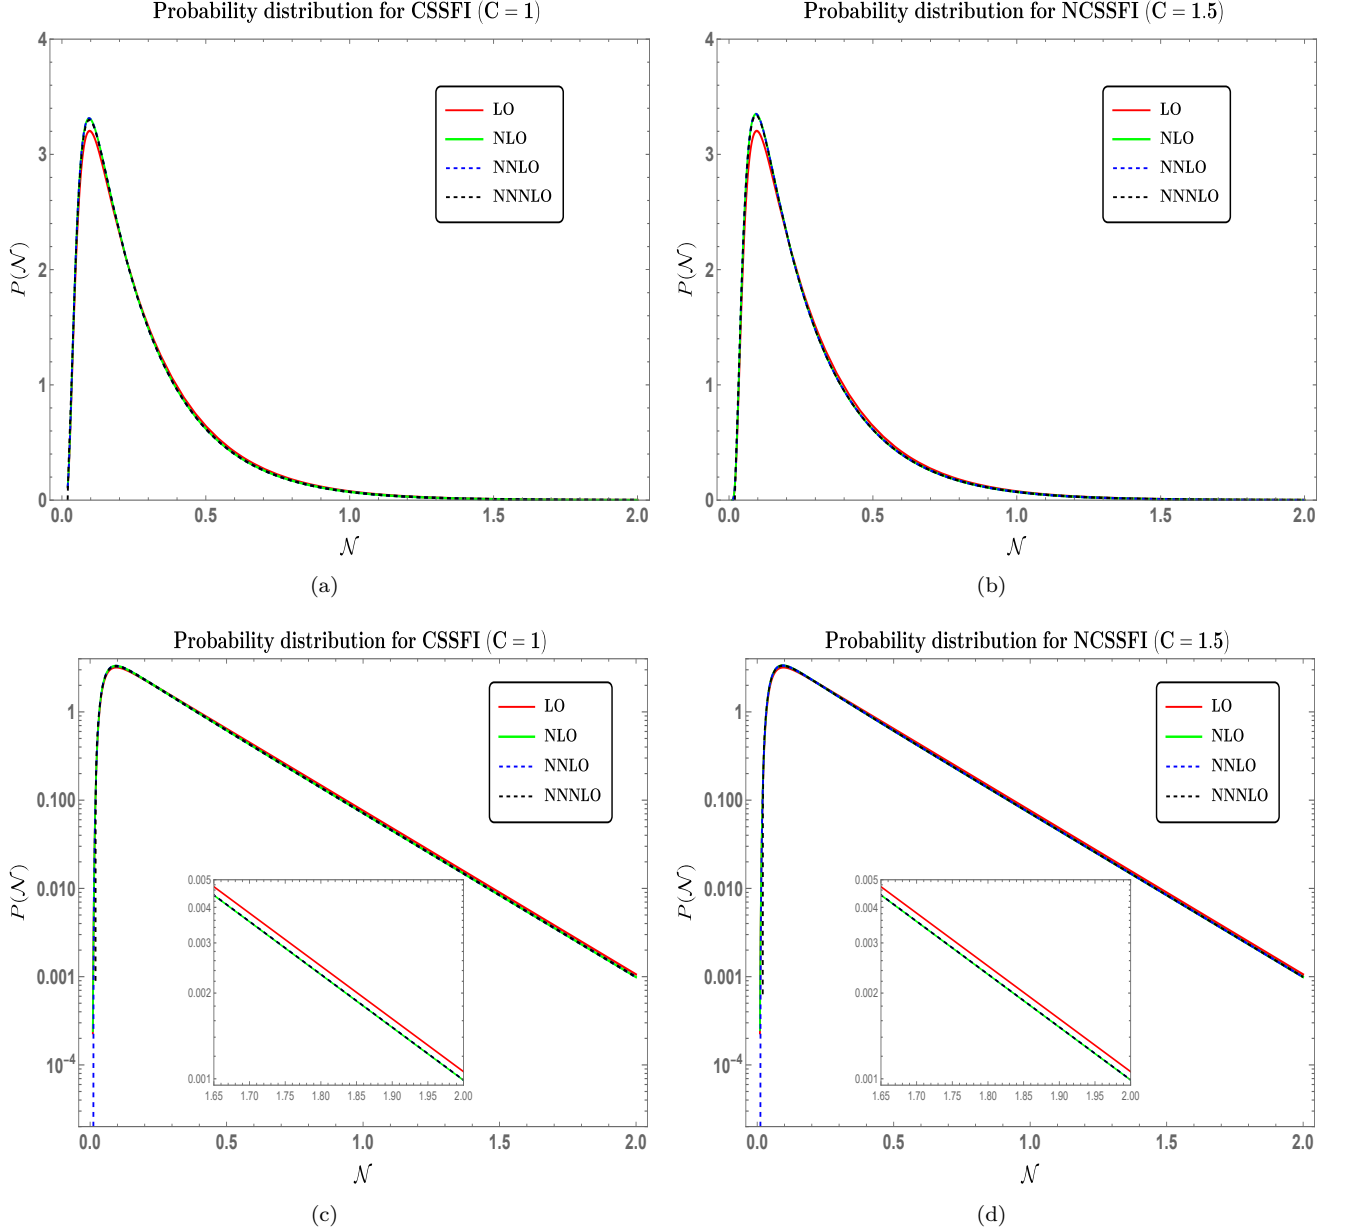 Probability distribution for CSSFI (C = 1)
4
3
2
1
0
P(𝒩)
LO
NLO
NNLO
NNNLO
0.0 0.5 1.0 1.5 2.0
𝒩
(a)
Probability distribution for NCSSFI (C = 1.5)
4
3
2
1
0
P(𝒩)
LO
NLO
NNLO
NNNLO
0.0 0.5 1.0 1.5 2.0
𝒩
(b)
Probability distribution for CSSFI (C = 1)
1
0.100
0.010
0.001
10⁻⁴
P(𝒩)
LO
NLO
NNLO
NNNLO
0.005
0.004
0.003
0.002
0.001
1.65 1.70 1.75 1.80 1.85 1.90 1.95 2.00
0.0 0.5 1.0 1.5 2.0
𝒩
(c)
Probability distribution for NCSSFI (C = 1.5)
1
0.100
0.010
0.001
10⁻⁴
P(𝒩)
LO
NLO
NNLO
NNNLO
0.005
0.004
0.003
0.002
0.001
1.65 1.70 1.75 1.80 1.85 1.90 1.95 2.00
0.0 0.5 1.0 1.5 2.0
𝒩
(d)